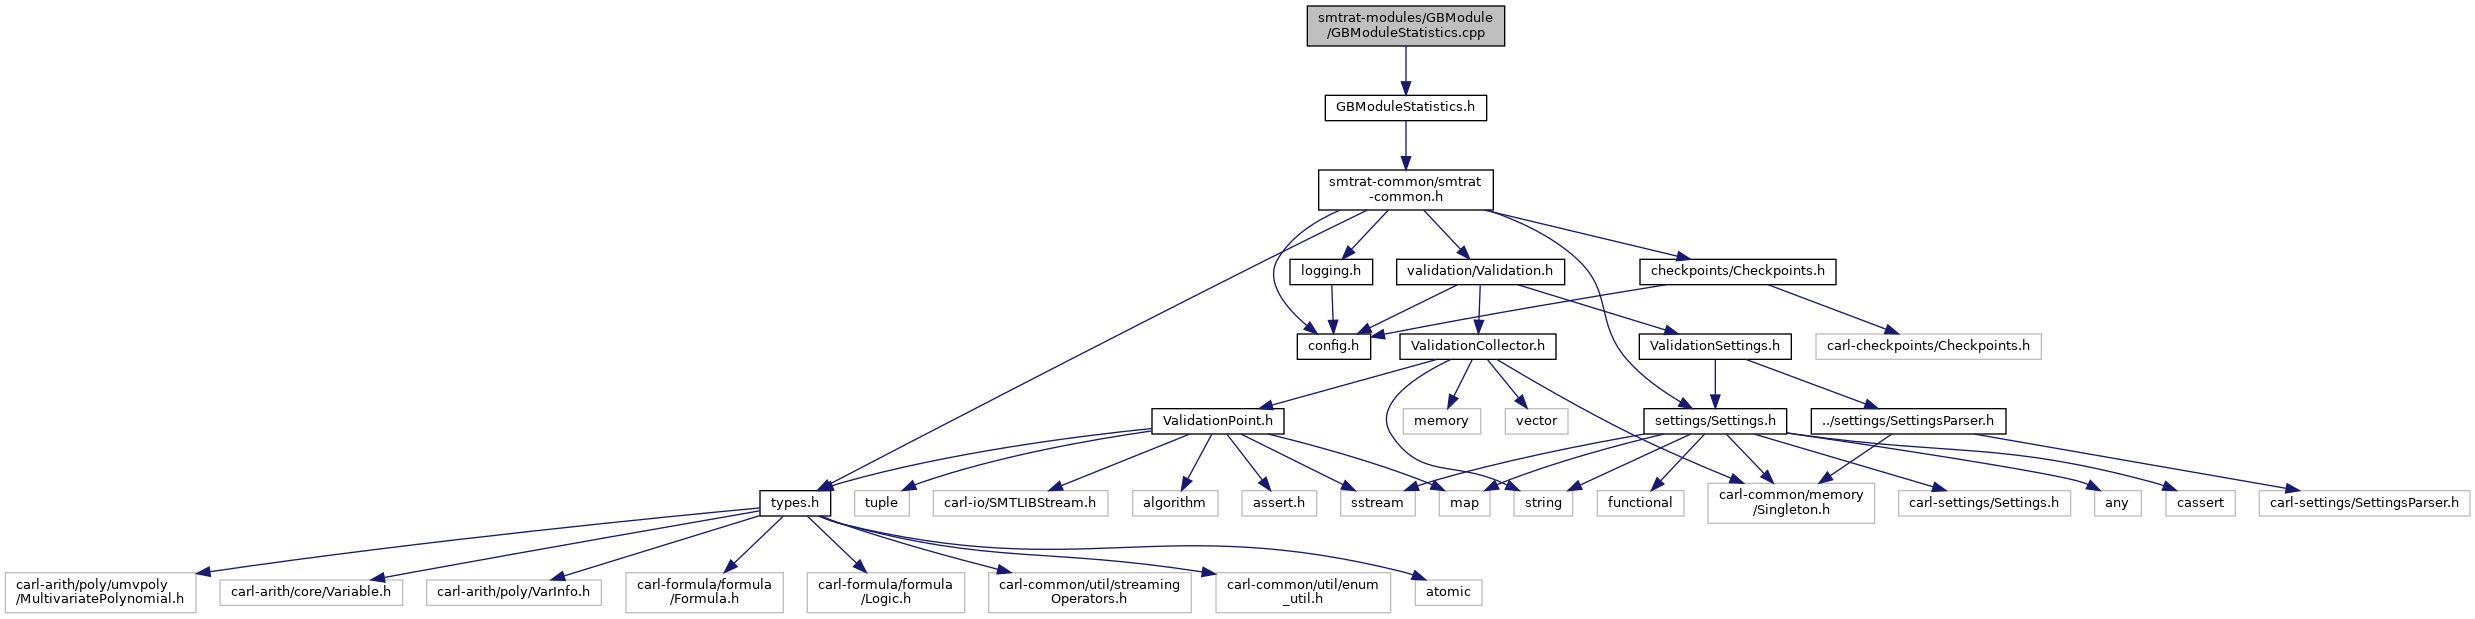 smtrat-modules/GBModule
/GBModuleStatistics.cpp
GBModuleStatistics.h
smtrat-common/smtrat
-common.h
logging.h
validation/Validation.h
checkpoints/Checkpoints.h
config.h
ValidationCollector.h
ValidationSettings.h
carl-checkpoints/Checkpoints.h
ValidationPoint.h
memory
vector
settings/Settings.h
../settings/SettingsParser.h
types.h
tuple
carl-io/SMTLIBStream.h
algorithm
assert.h
sstream
map
string
functional
carl-common/memory
/Singleton.h
carl-settings/Settings.h
any
cassert
carl-settings/SettingsParser.h
carl-arith/poly/umvpoly
/MultivariatePolynomial.h
carl-arith/core/Variable.h
carl-arith/poly/VarInfo.h
carl-formula/formula
/Formula.h
carl-formula/formula
/Logic.h
carl-common/util/streaming
Operators.h
carl-common/util/enum
_util.h
atomic